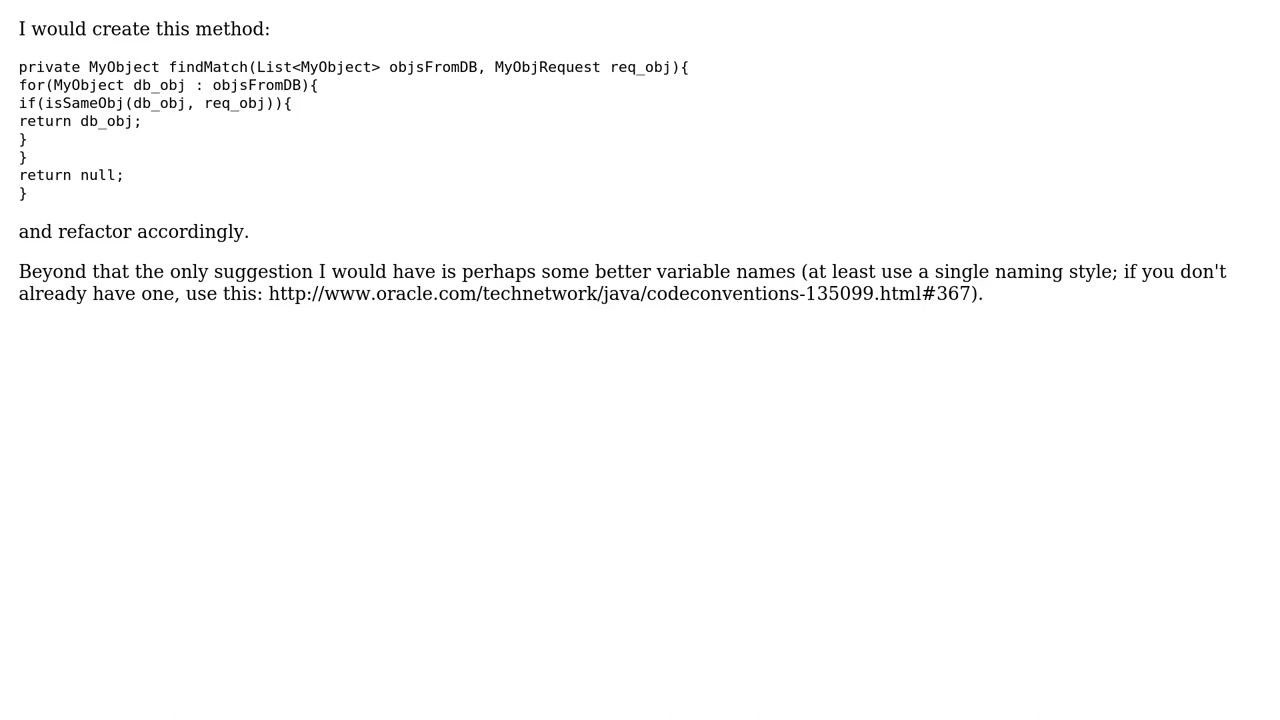 I would create this method:
private MyObject findMatch(List<MyObject> objsFromDB, MyObjRequest req_obj){
for(MyObject db_obj : objsFromDB){
if(isSameObj(db_obj, req_obj)){
return db_obj;
}
}
return null;
}
and refactor accordingly.
Beyond that the only suggestion I would have is perhaps some better variable names (at least use a single naming style; if you don't
already have one, use this: http://www.oracle.com/technetwork/java/codeconventions-135099.html#367).